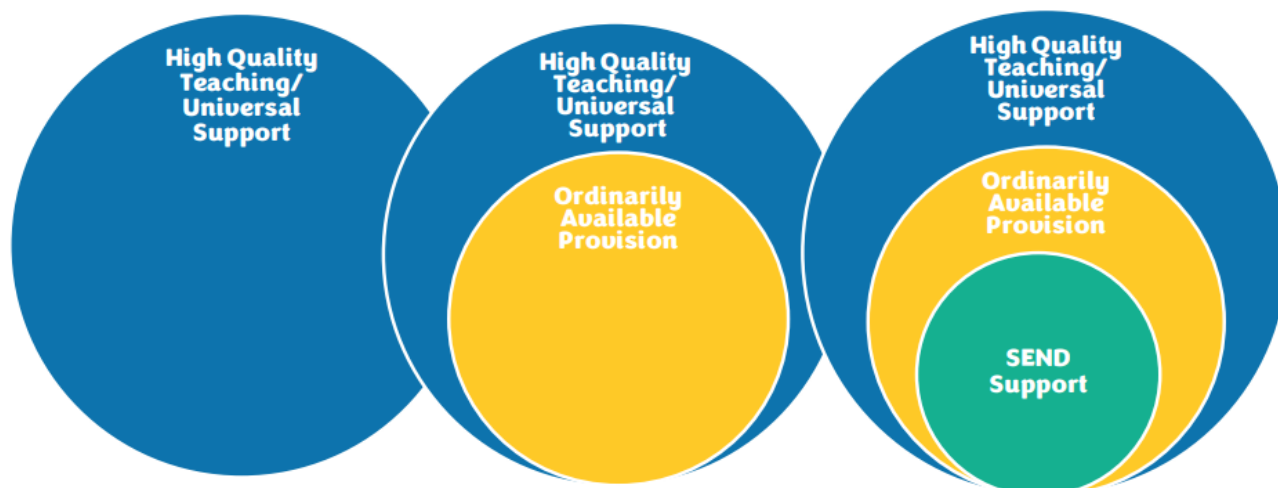 High Quality
Teaching/
Universal
Support
High Quality
Teaching/
Universal
Support
Ordinarily
Available
Provision
High Quality
Teaching/
Universal
Support
Ordinarily
Available
Provision
SEND
Support